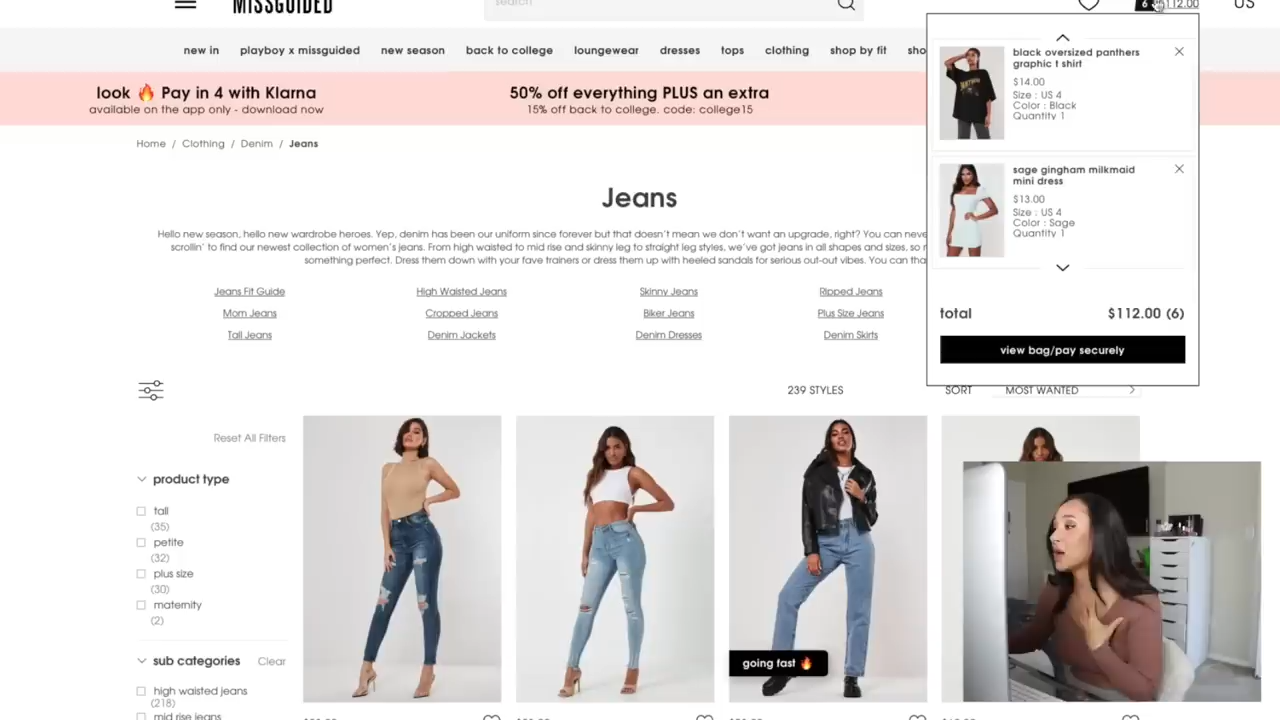 MISSGUIDED
search
6
$112.00
US
new in
playboy x missguided
new season
back to college
loungewear
dresses
tops
clothing
shop by fit
sho
look 🔥 Pay in 4 with Klarna
available on the app only - download now
50% off everything PLUS an extra
15% off back to college. code: college15
black oversized panthers
graphic t shirt
$14.00
Size : US 4
Color : Black
Quantity 1
sage gingham milkmaid
mini dress
$13.00
Size : US 4
Color : Sage
Quantity 1
total
$112.00 (6)
view bag/pay securely
Home / Clothing / Denim / Jeans
Jeans
Hello new season, hello new wardrobe heroes. Yep, denim has been our uniform since forever but that doesn't mean we don't want an upgrade, right? You can neve
scrollin' to find our newest collection of women's jeans. From high waisted to mid rise and skinny leg to straight leg styles, we've got jeans in all shapes and sizes, so
something perfect. Dress them down with your fave trainers or dress them up with heeled sandals for serious out-out vibes. You can tha
Jeans Fit Guide
High Waisted Jeans
Skinny Jeans
Ripped Jeans
Mom Jeans
Cropped Jeans
Biker Jeans
Plus Size Jeans
Tall Jeans
Denim Jackets
Denim Dresses
Denim Skirts
239 STYLES
SORT
MOST WANTED
Reset All Filters
product type
tall
(35)
petite
(32)
plus size
(30)
maternity
(2)
sub categories
Clear
high waisted jeans
(218)
mid rise jeans
going fast 🔥